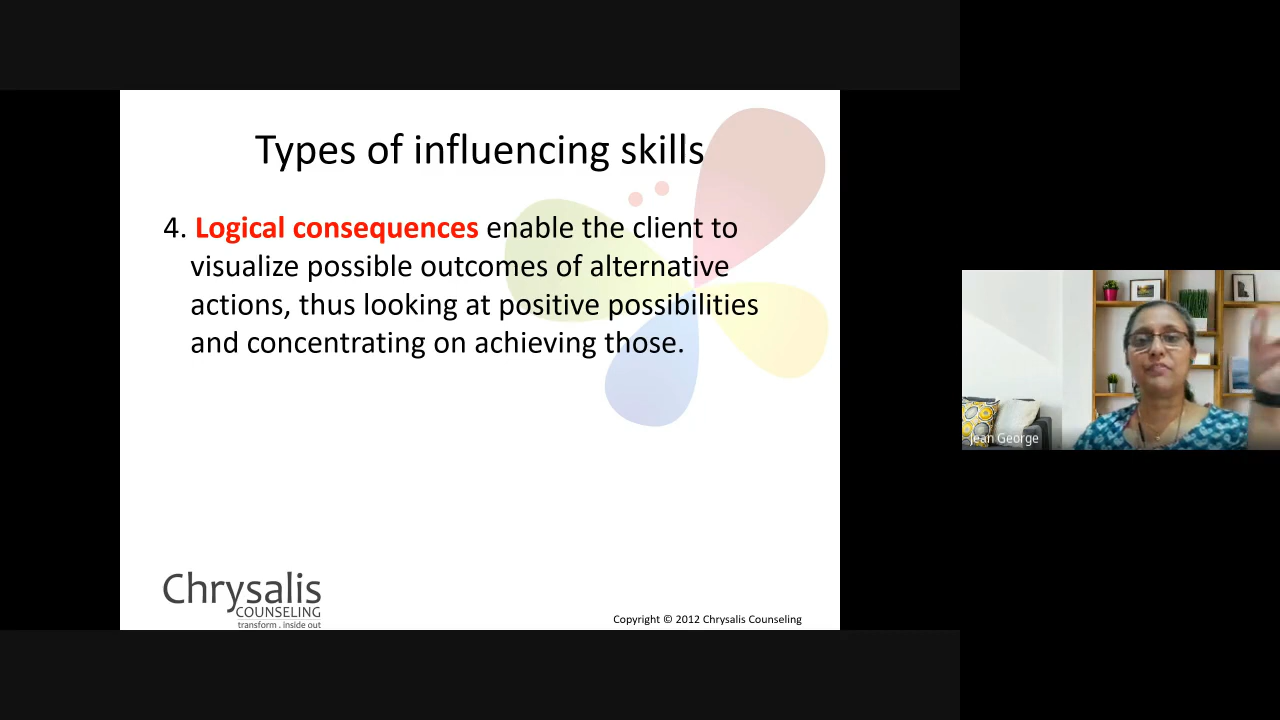 Types of influencing skills
4. Logical consequences enable the client to
visualize possible outcomes of alternative
actions, thus looking at positive possibilities
and concentrating on achieving those.
Chrysalis
COUNSELING
transform . inside out
Copyright © 2012 Chrysalis Counseling
Jean George